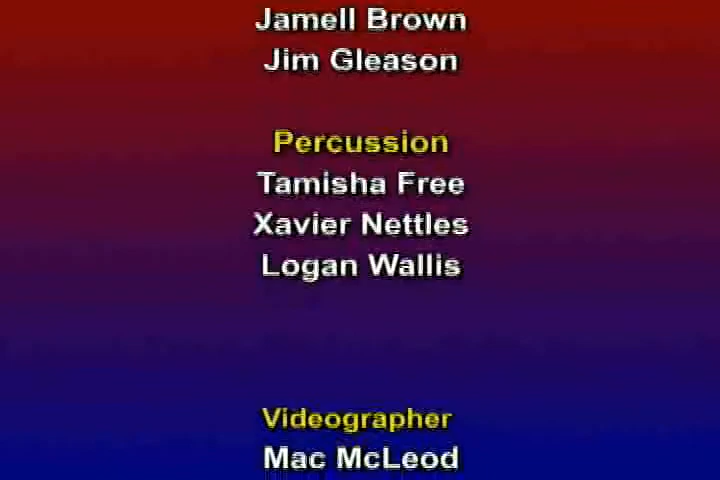 Jamell Brown
Jim Gleason
Percussion
Tamisha Free
Xavier Nettles
Logan Wallis
Videographer
Mac McLeod